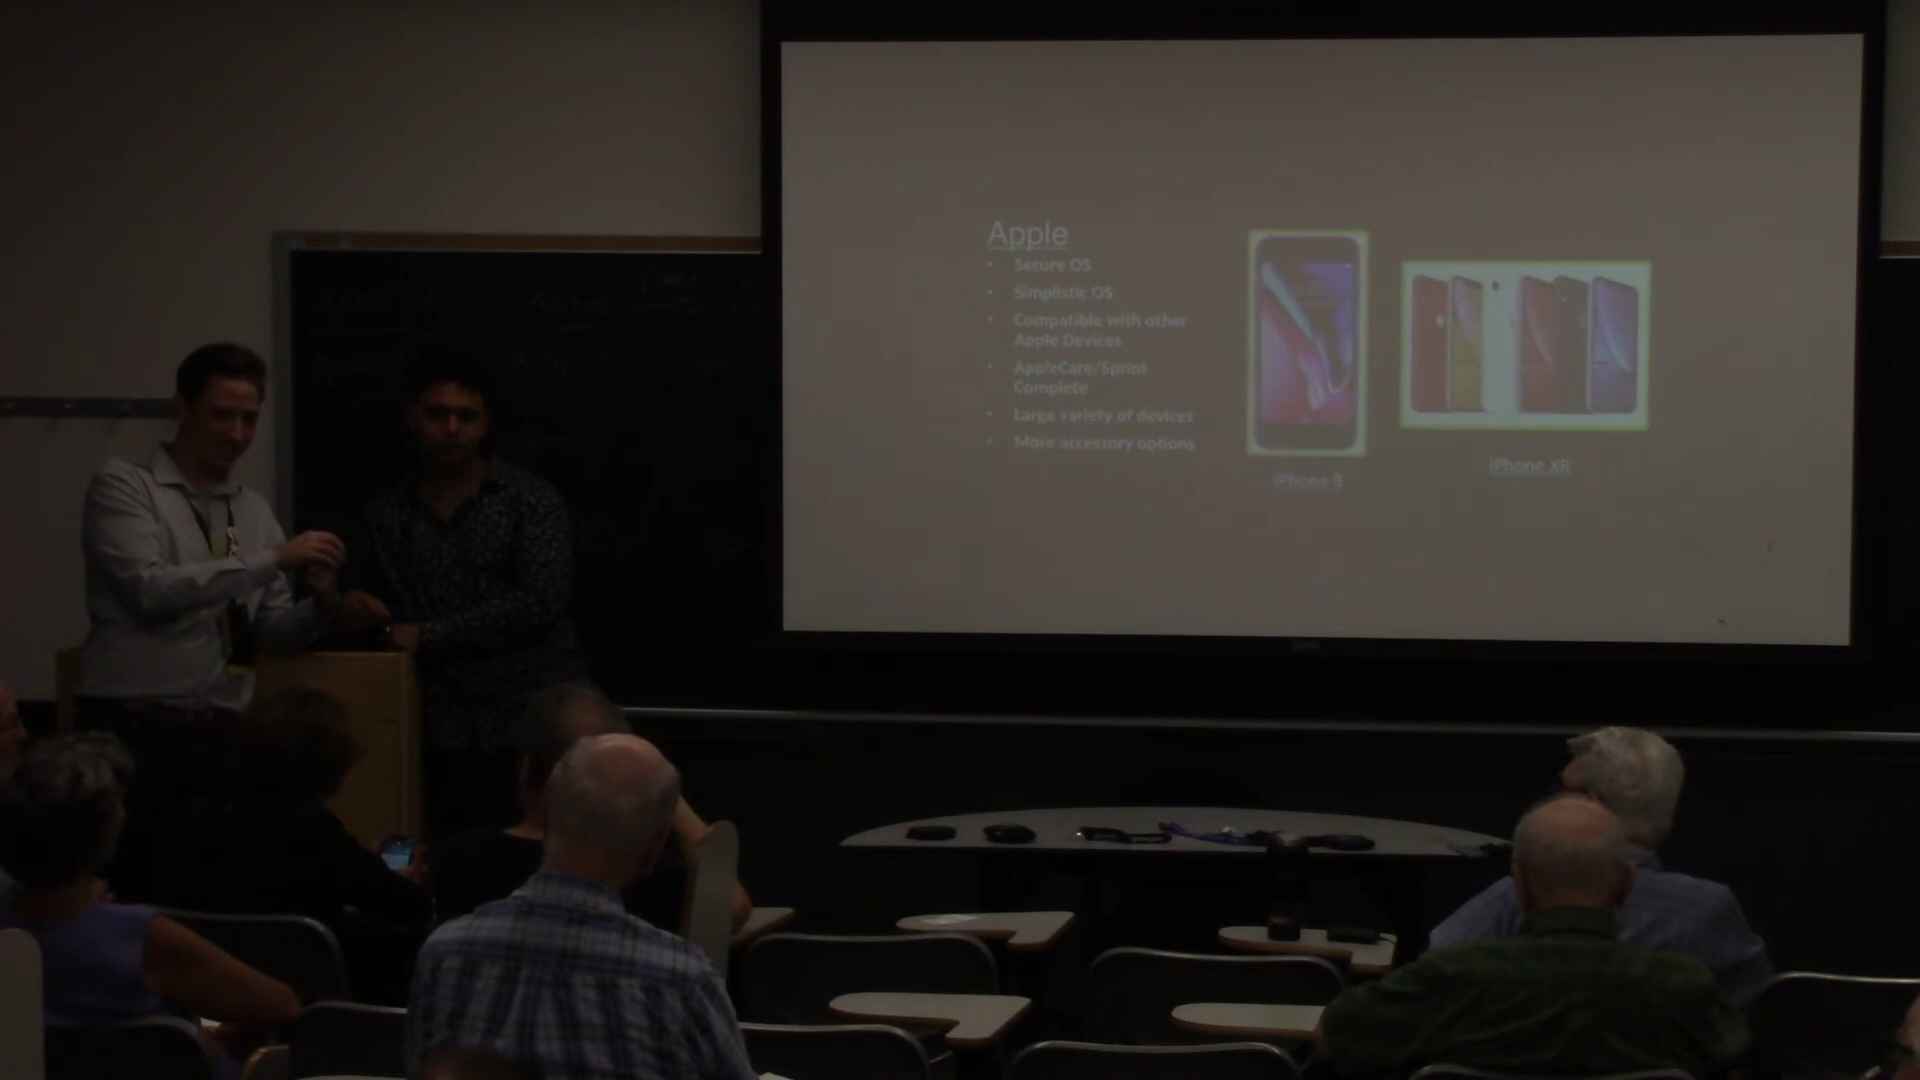 Apple
• Secure OS
• Simplistic OS
• Compatible with other
Apple Devices
• AppleCare/Sprint
Complete
• Large variety of devices
• More accessory options
iPhone 8
iPhone XR